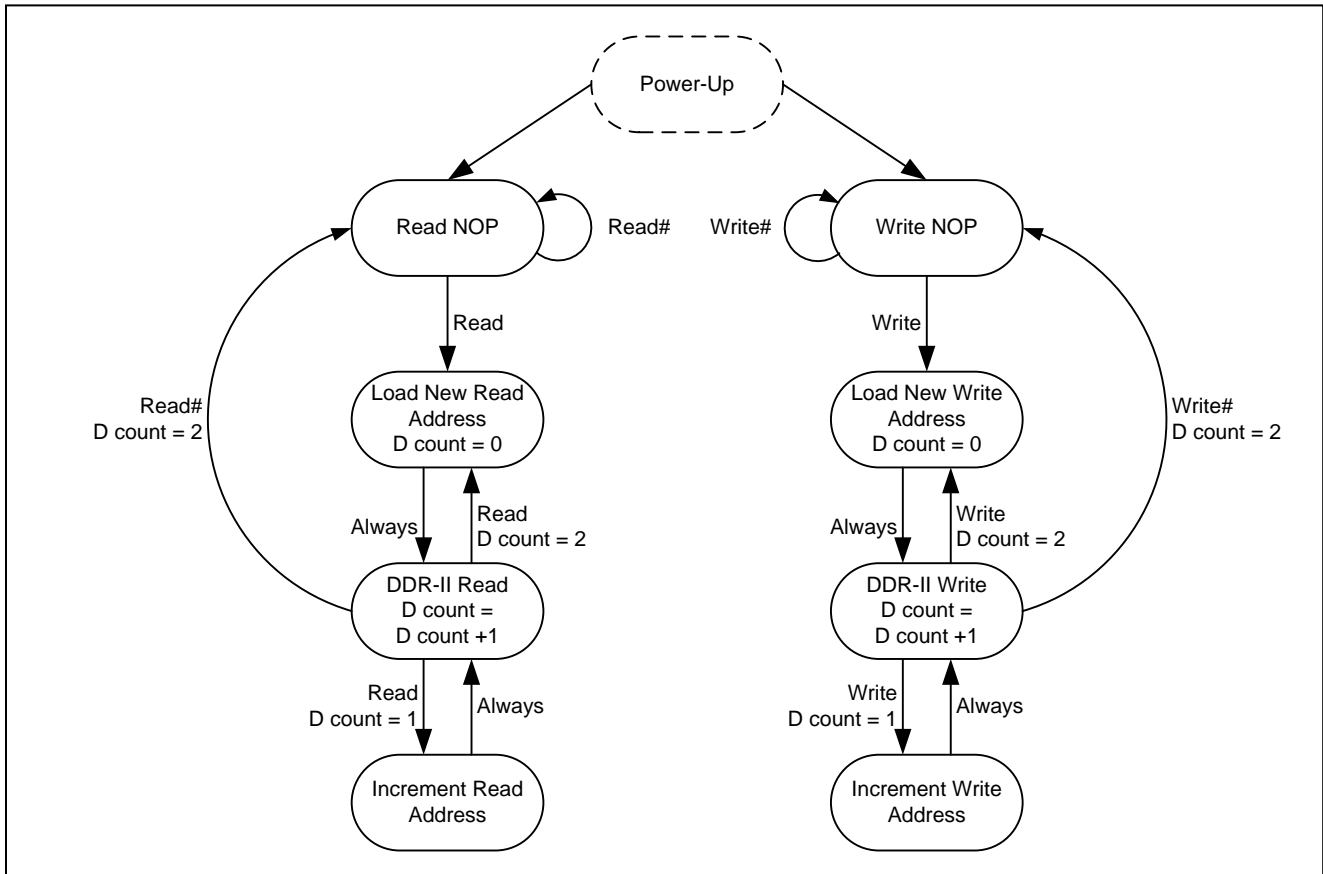 Power-Up
Read NOP
Read#
Write#
Write NOP
Read
Write
Load New Read
Address
D count = 0
Load New Write
Address
D count = 0
Read#
D count = 2
Write#
D count = 2
Always
Read
D count = 2
Always
Write
D count = 2
DDR-II Read
D count =
D count +1
DDR-II Write
D count =
D count +1
Read
D count = 1
Always
Write
D count = 1
Always
Increment Read
Address
Increment Write
Address